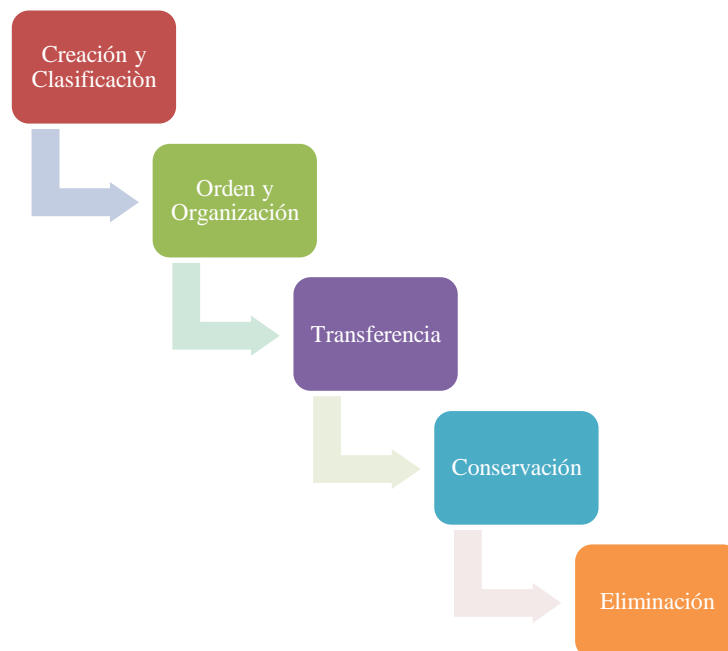 Creación y
Clasificaciòn
Orden y
Organización
Transferencia
Conservación
Eliminación